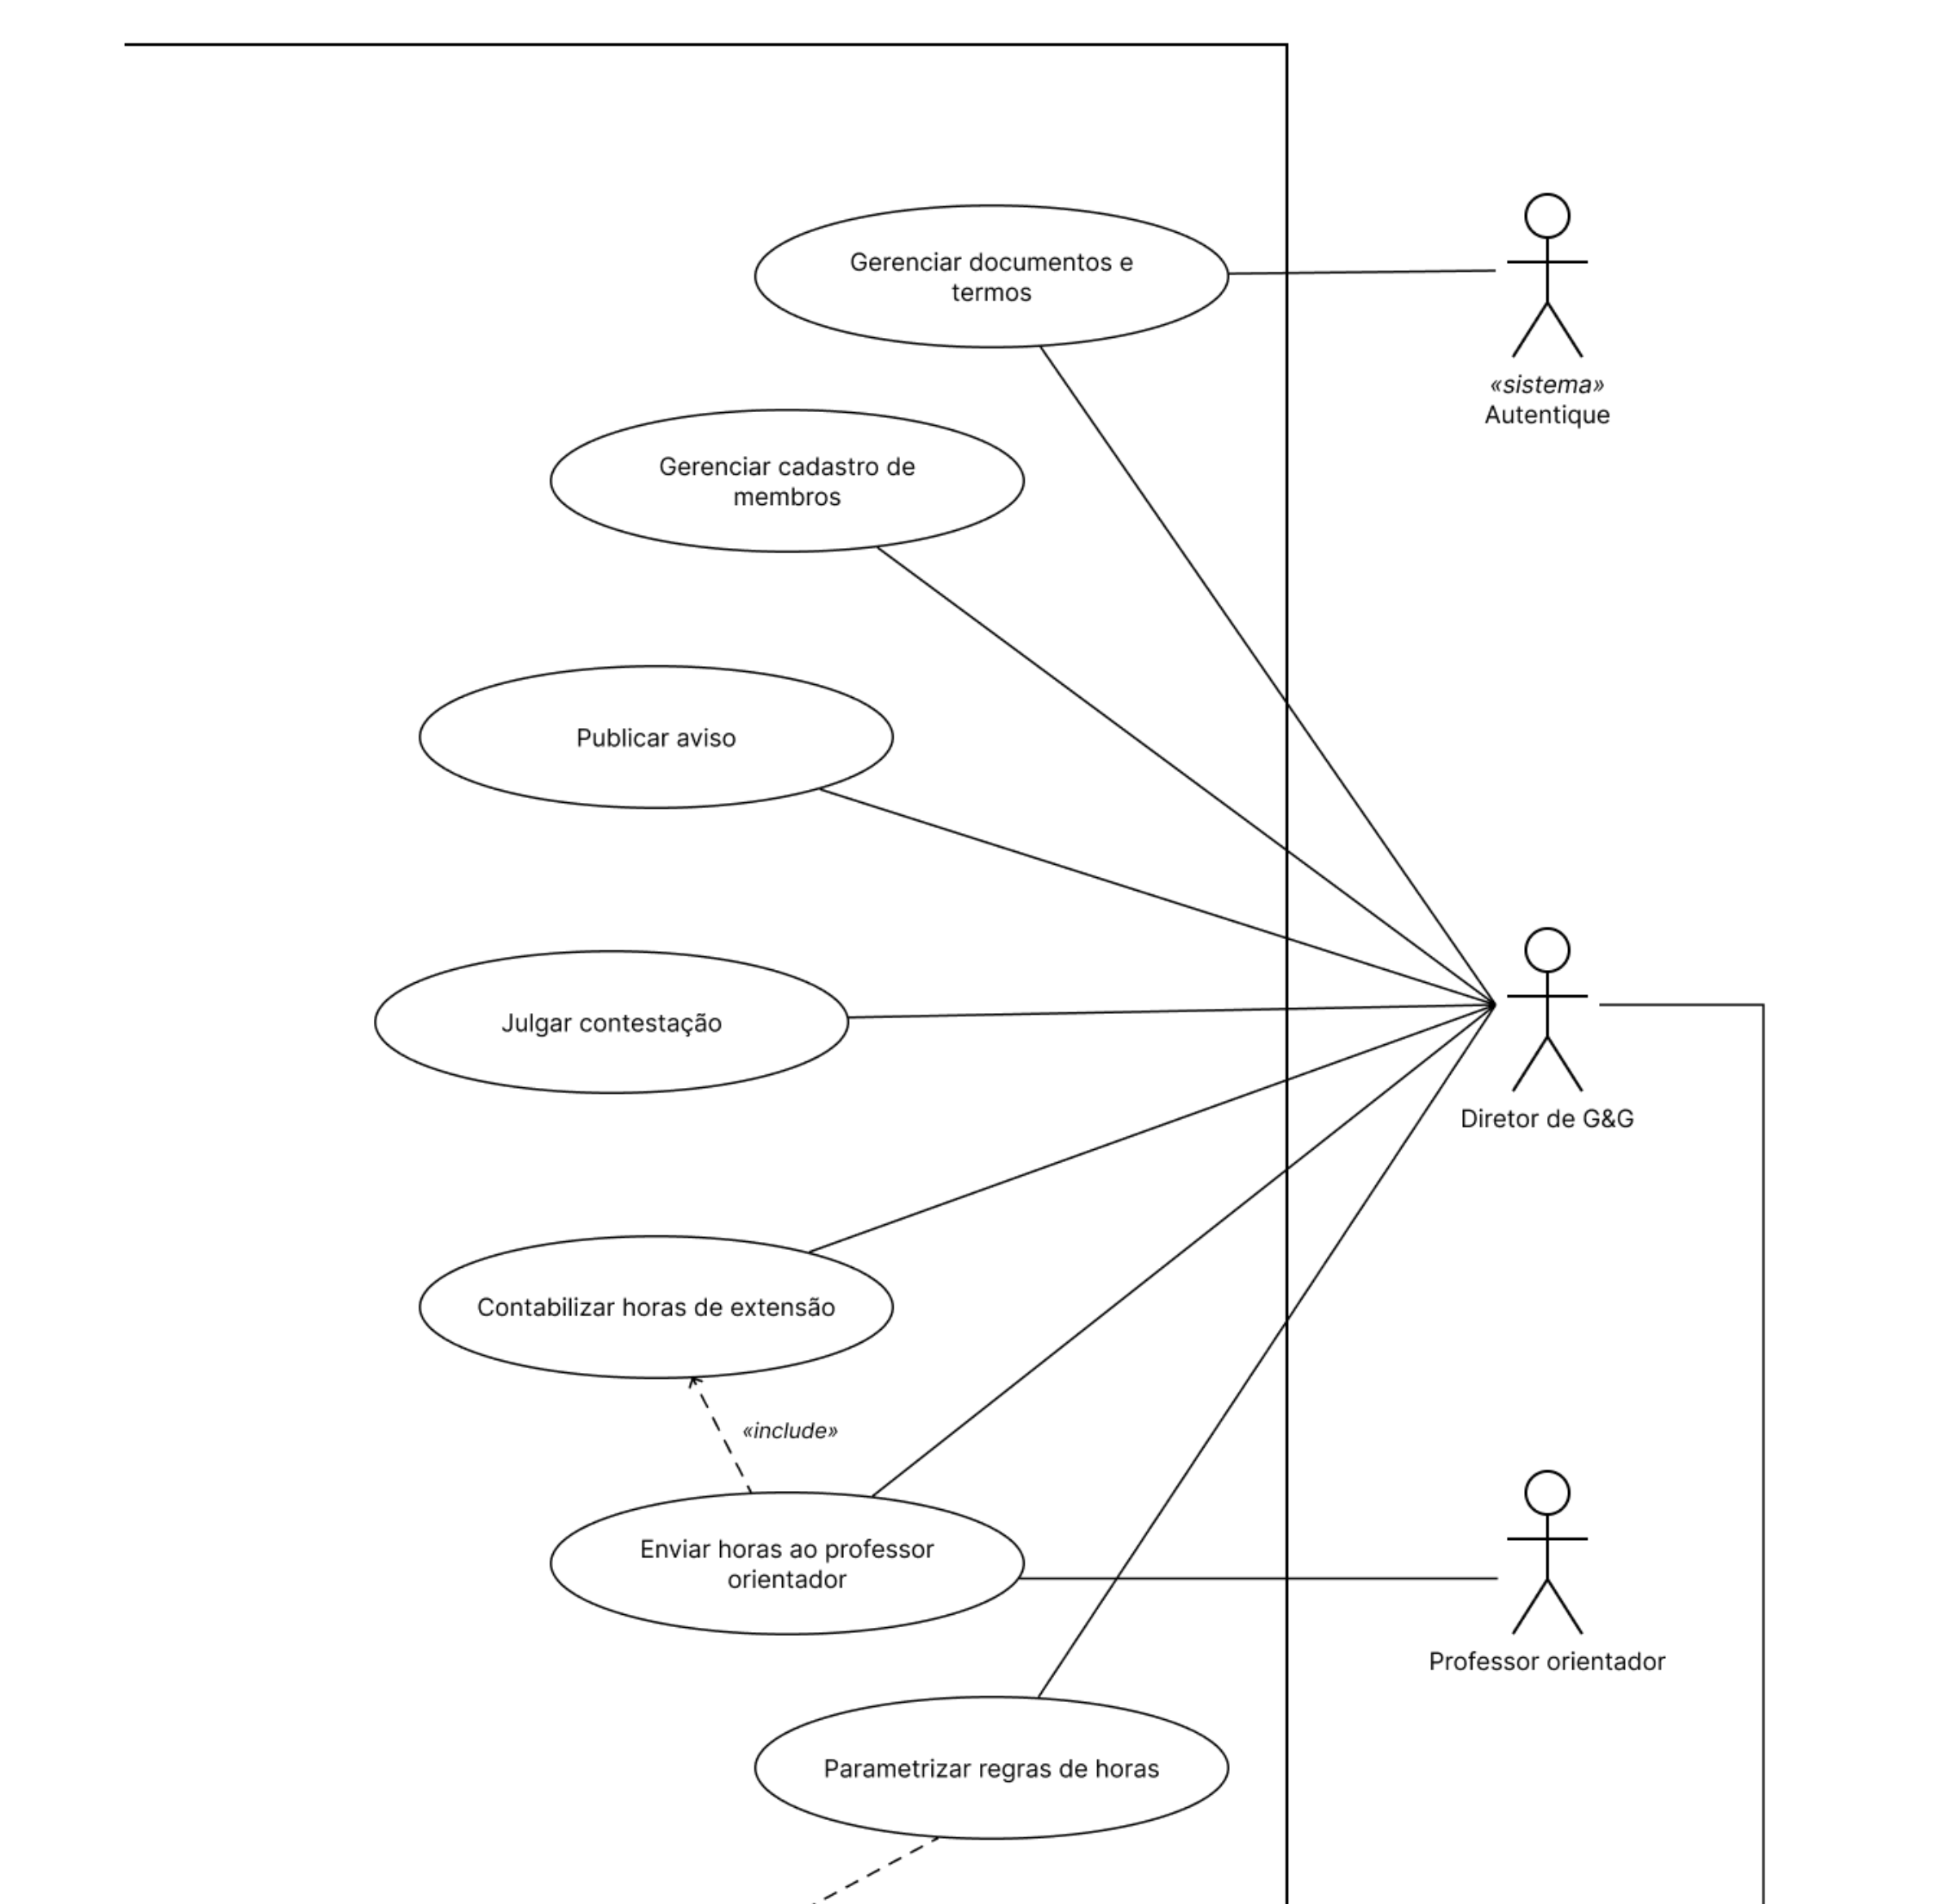 Gerenciar documentos e
termos
«sistema»
Autentique
Gerenciar cadastro de
membros
Publicar aviso
Julgar contestação
Diretor de G&G
Contabilizar horas de extensão
«include»
Enviar horas ao professor
orientador
Professor orientador
Parametrizar regras de horas